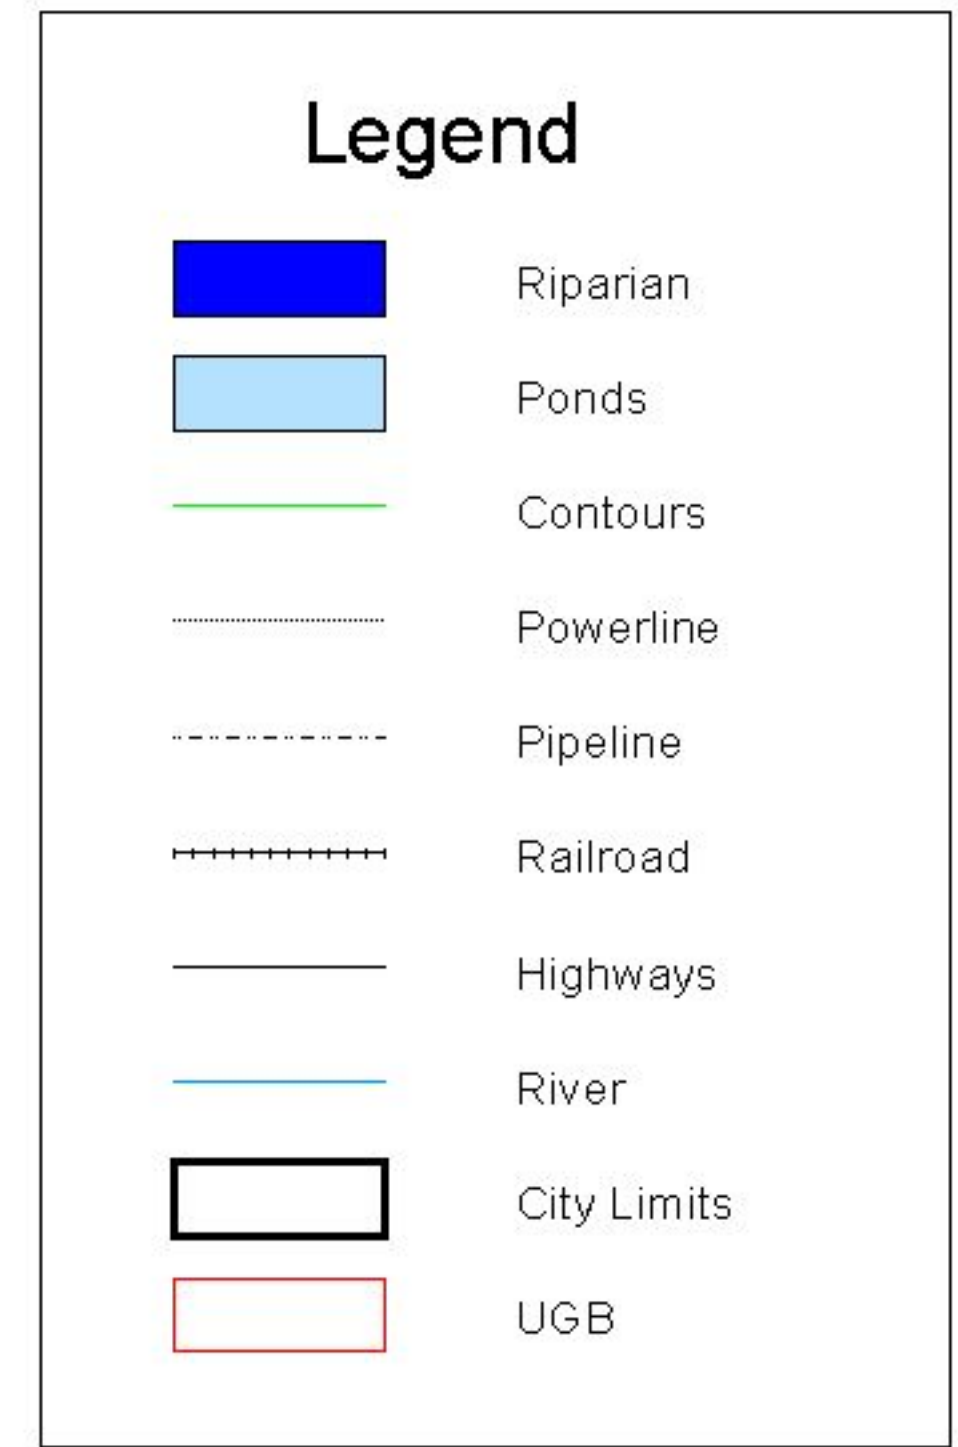 Legend
Riparian
Ponds
Contours
Powerline
Pipeline
Railroad
Highways
River
City Limits
UGB